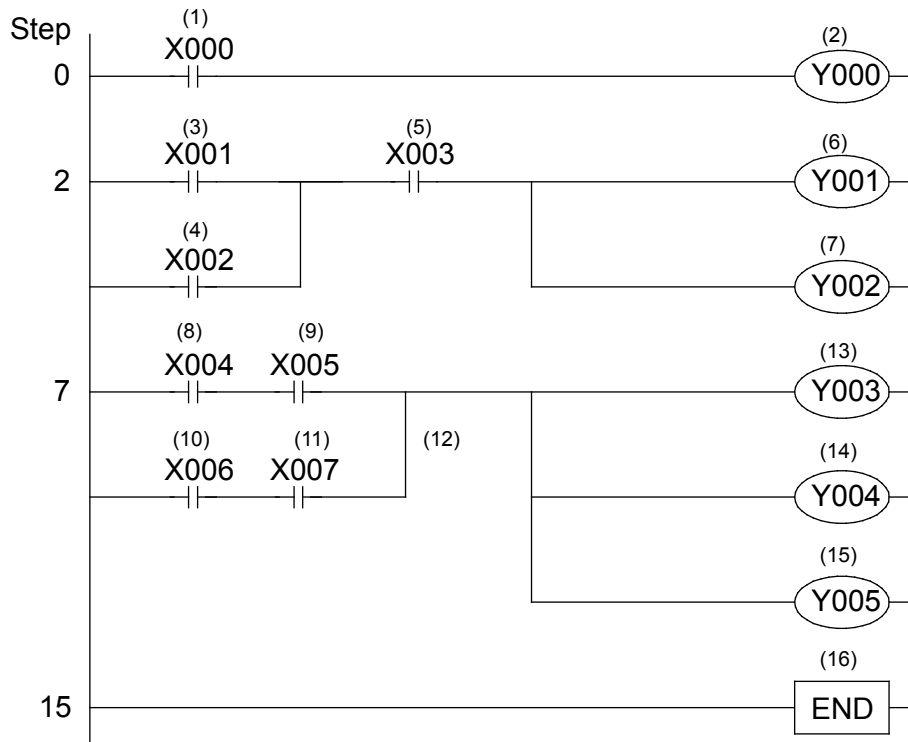 Step
(1) (2)
X000
0 Y000
(3) (5) (6)
X001 X003
2 Y001
(4) (7)
X002
Y002
(8) (9) (13)
X004 X005
7 Y003
(10) (11) (12) (14)
X006 X007
Y004
(15)
Y005
(16)
15 END